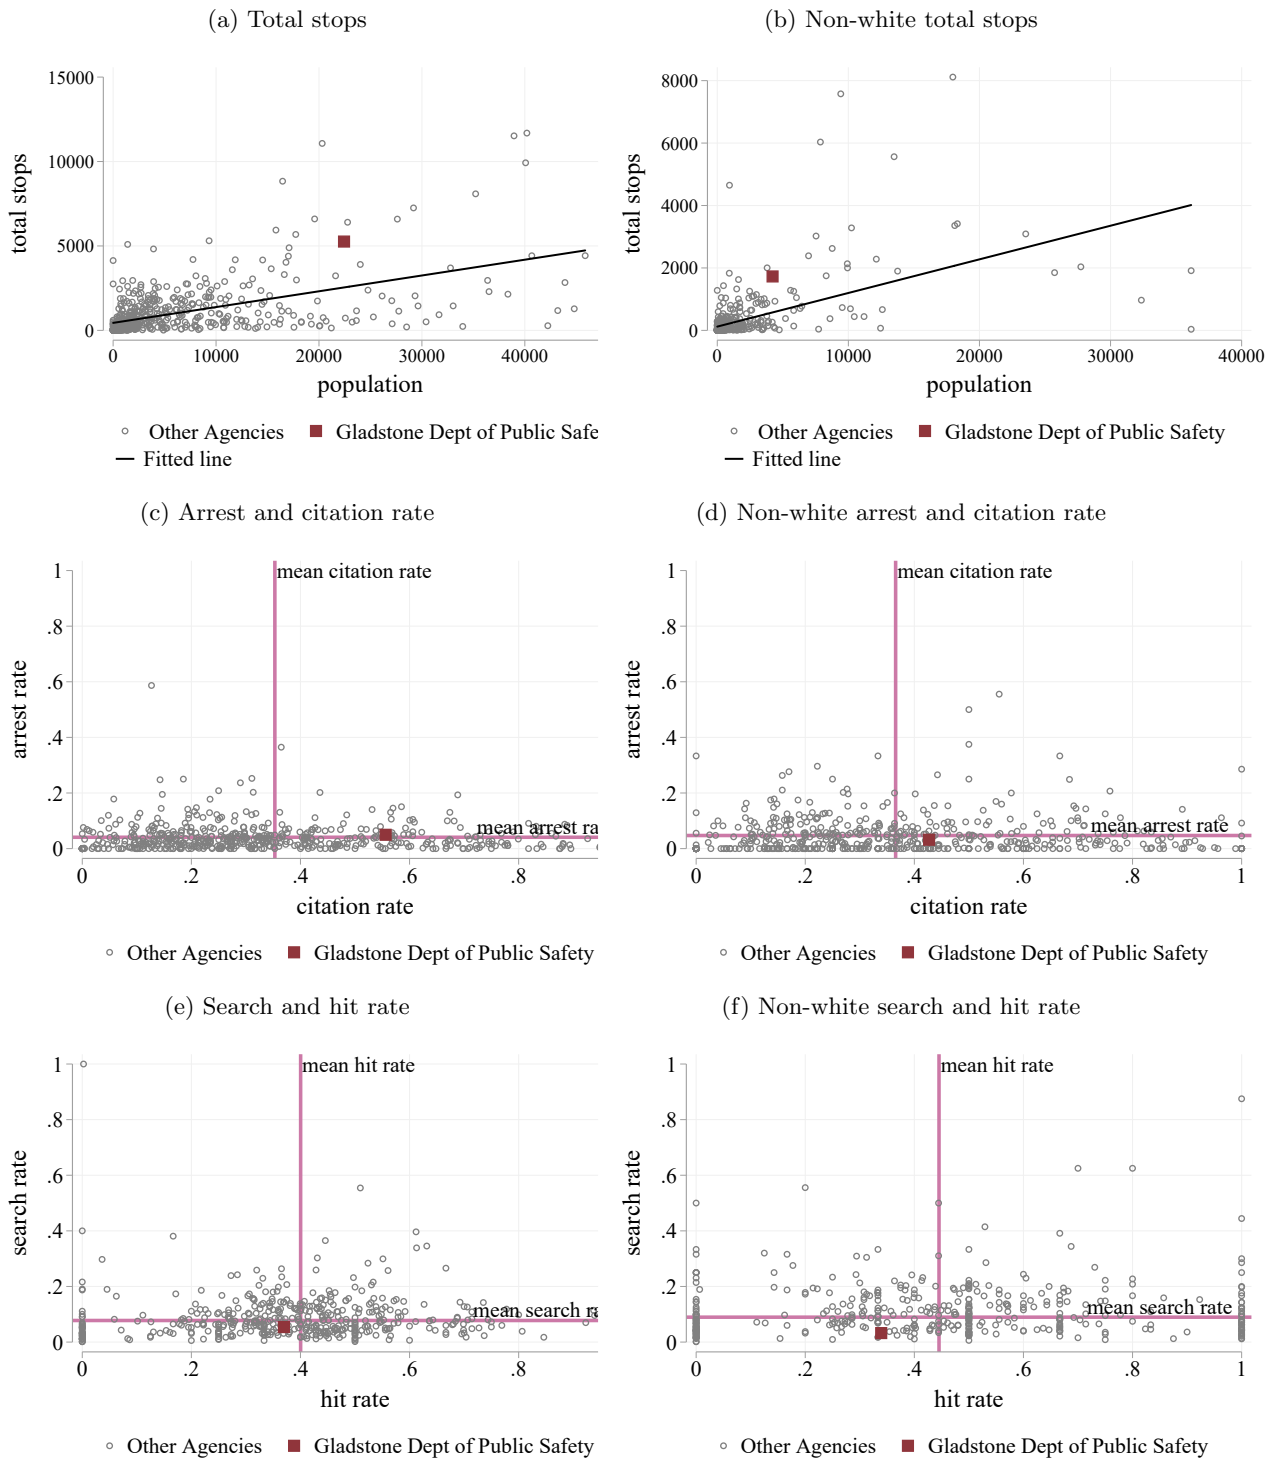 (a) Total stops
(b) Non-white total stops
15000
10000
5000
0
total stops
0 10000 20000 30000 40000
population
Other Agencies Gladstone Dept of Public Safe
Fitted line
8000
6000
4000
2000
0
total stops
0 10000 20000 30000 40000
population
Other Agencies Gladstone Dept of Public Safety
Fitted line
(c) Arrest and citation rate
(d) Non-white arrest and citation rate
1
.8
.6
.4
.2
0
arrest rate
mean citation rate
mean arrest ra
0 .2 .4 .6 .8
citation rate
Other Agencies Gladstone Dept of Public Safety
1
.8
.6
.4
.2
0
arrest rate
mean citation rate
mean arrest rate
0 .2 .4 .6 .8 1
citation rate
Other Agencies Gladstone Dept of Public Safety
(e) Search and hit rate
(f) Non-white search and hit rate
1
.8
.6
.4
.2
0
search rate
mean hit rate
mean search ra
0 .2 .4 .6 .8
hit rate
Other Agencies Gladstone Dept of Public Safety
1
.8
.6
.4
.2
0
search rate
mean hit rate
mean search rate
0 .2 .4 .6 .8 1
hit rate
Other Agencies Gladstone Dept of Public Safety